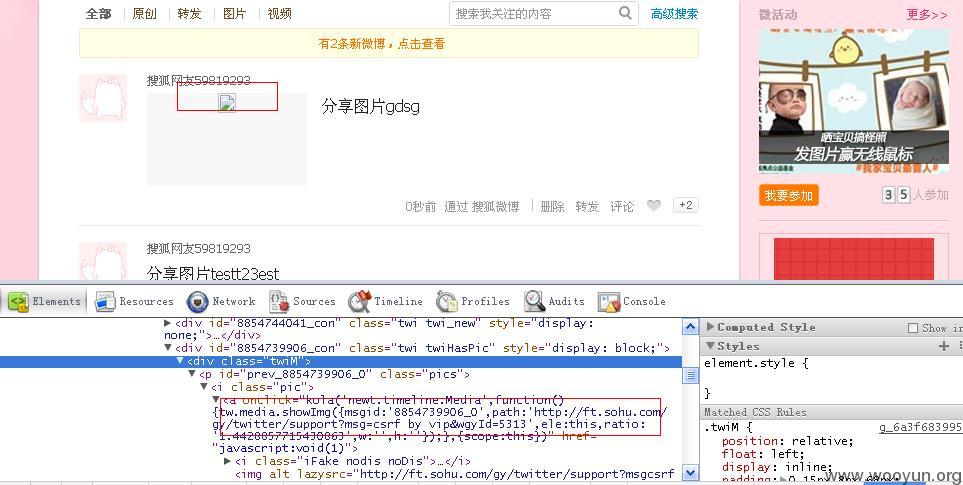 全部 原创 转发 图片 视频 搜索我关注的内容 高级搜索
有2条新微博，点击查看
搜狐网友59819293
分享图片gdsg
0秒前 通过 搜狐微博 删除 转发 评论 +2
搜狐网友59819293
分享图片testt23est
微活动 更多>>
晒宝贝搞怪照
发图片赢无线鼠标
我要参加 3 5 人参加
Elements Resources Network Sources Timeline Profiles Audits Console
<div id="8854744041_con" class="twi twi_new" style="display:
none;">…</div>
<div id="8854739906_con" class="twi twiHasPic" style="display: block;">
<div class="twiM">
<p id="prev_8854739906_0" class="pics">
<i class="pic">
<a onclick="kola('newt.timeline.Media',function()
{tw.media.showImg({msgid:'8854739906_0',path:'http://ft.sohu.com/
gy/twitter/support?msg=csrf by vip&wgyId=5313',ele:this,ratio:
'1.4428857715430863',w:'',h:''});},{scope:this})" href=
"javascript:void(1)">
<i class="iFake nodis noDis">…</i>
<img alt lazysrc="http://ft.sohu.com/gy/twitter/support?msgcsrf
Computed Style Show in
Styles
element.style {
}
Matched CSS Rules
.twiM { g_6a3f683995
position: relative;
float: left;
display: inline;
www.wooyun.org